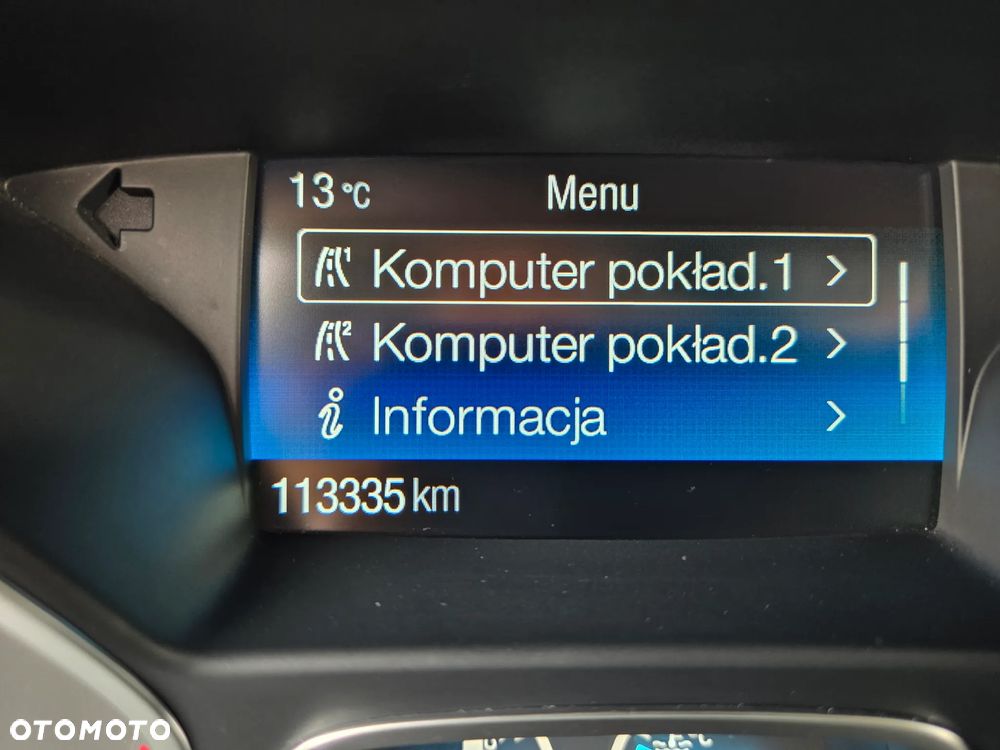 13 °C Menu
Komputer pokład.1
Komputer pokład.2
Informacja
113335 km
OTOMOTO